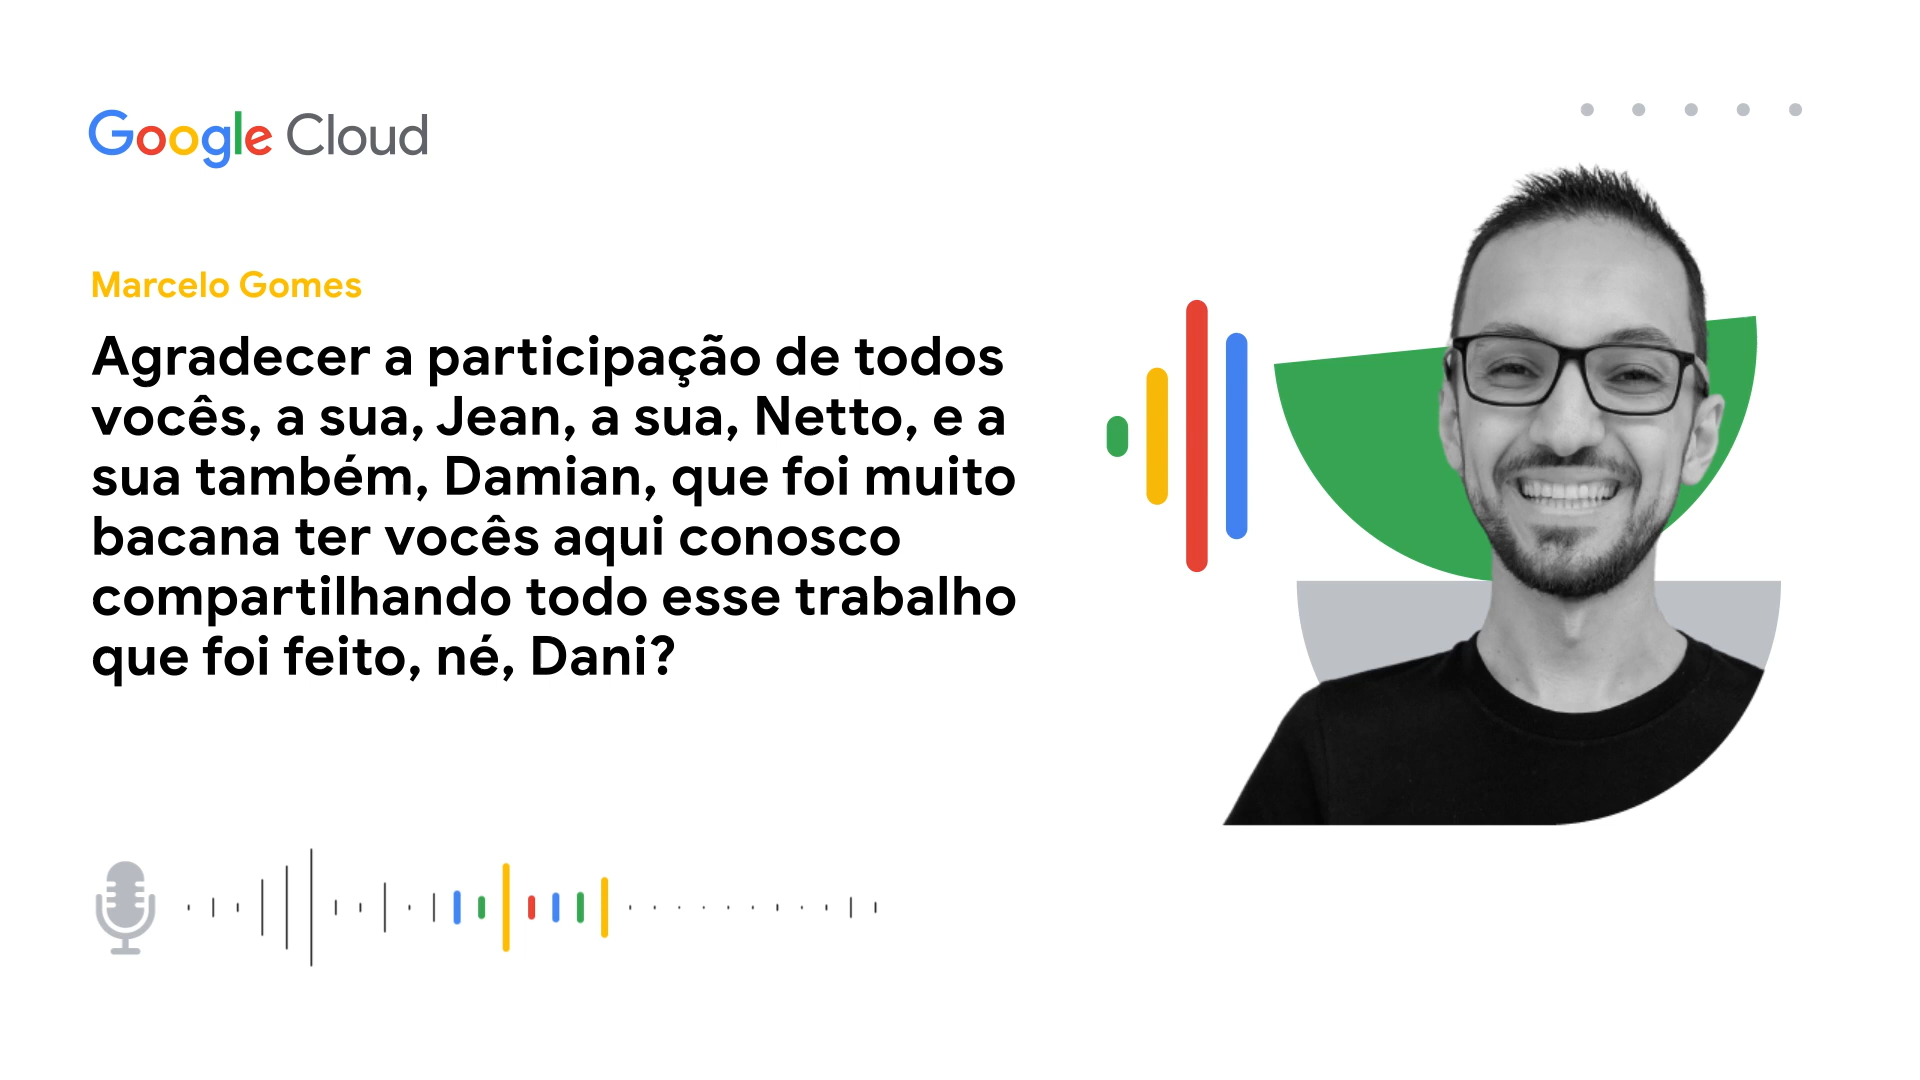 Google Cloud
Marcelo Gomes
Agradecer a participação de todos
vocês, a sua, Jean, a sua, Netto, e a
sua também, Damian, que foi muito
bacana ter vocês aqui conosco
compartilhando todo esse trabalho
que foi feito, né, Dani?